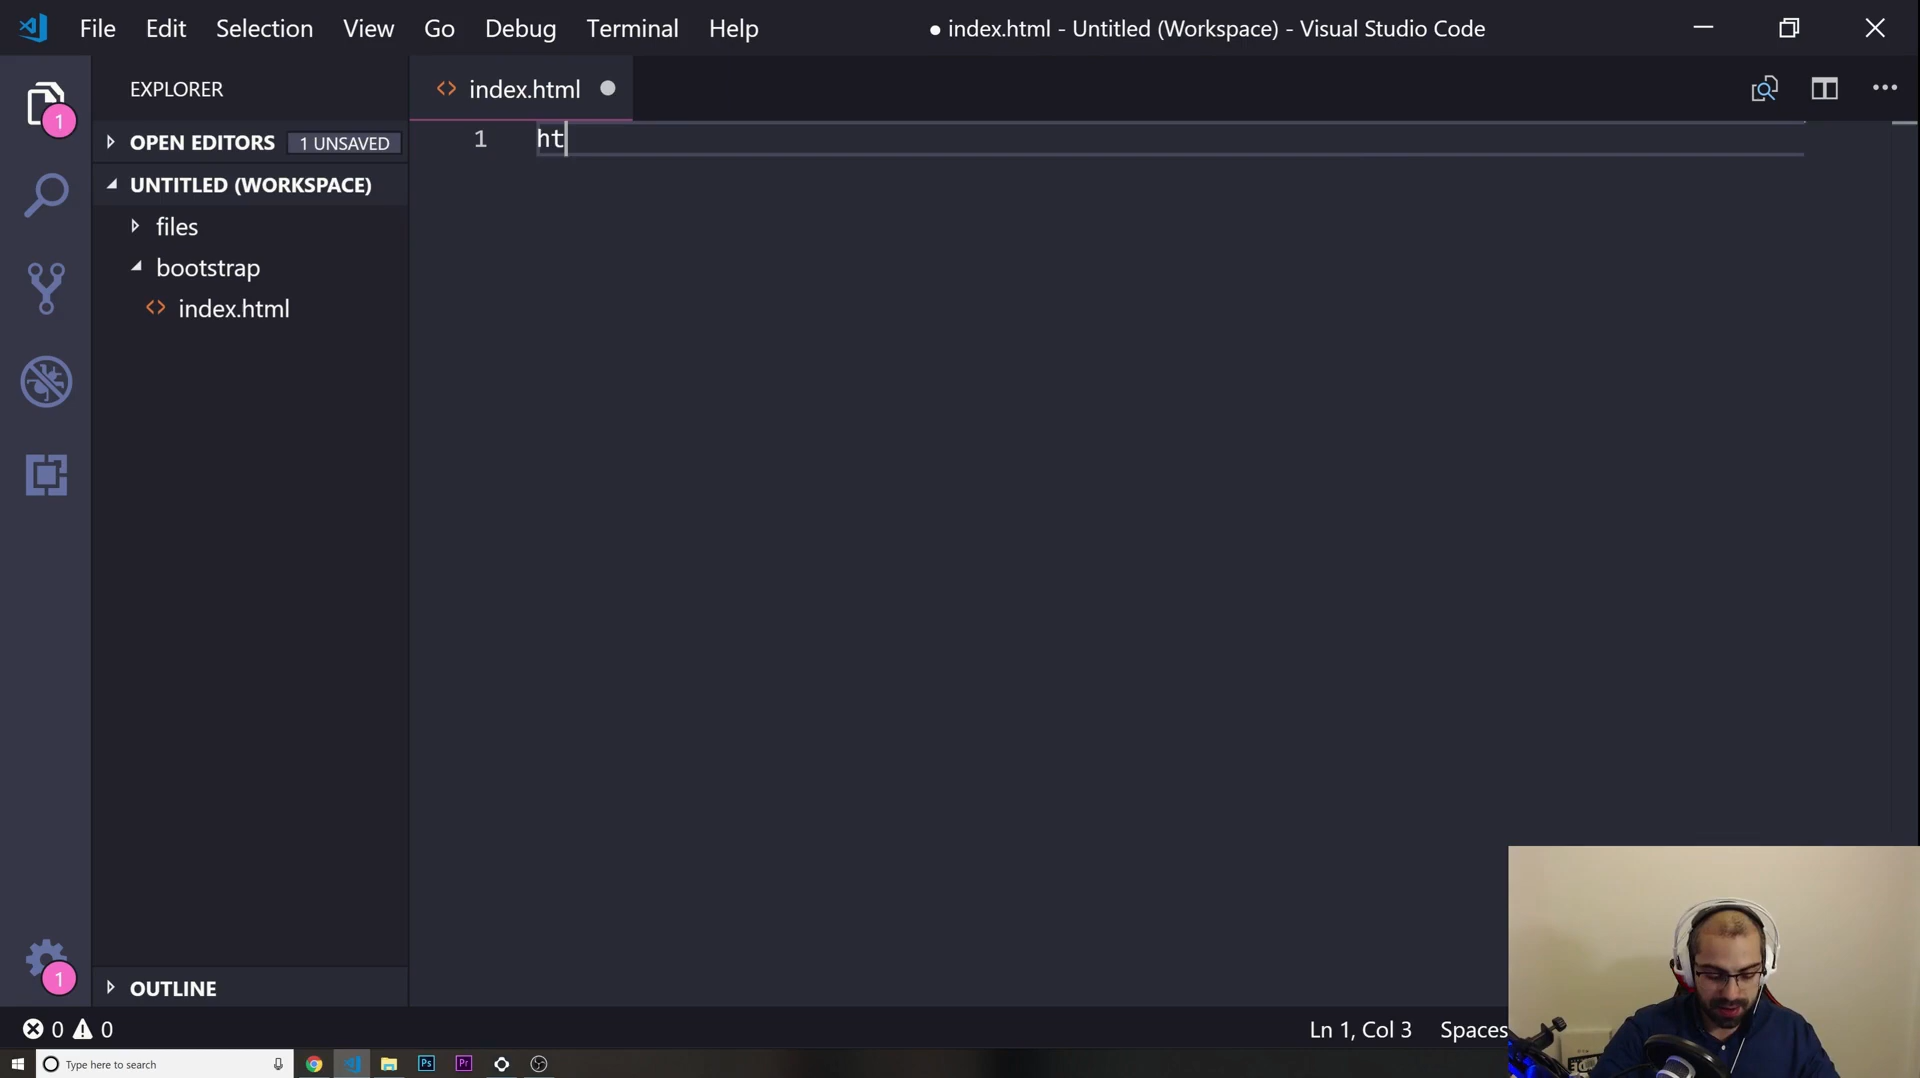 File Edit Selection View Go Debug Terminal Help
● index.html - Untitled (Workspace) - Visual Studio Code
EXPLORER
index.html
1
OPEN EDITORS 1 UNSAVED
1 ht
UNTITLED (WORKSPACE)
files
bootstrap
index.html
1
OUTLINE
0 0
Ln 1, Col 3 Spaces
Type here to search
Ps
Pr